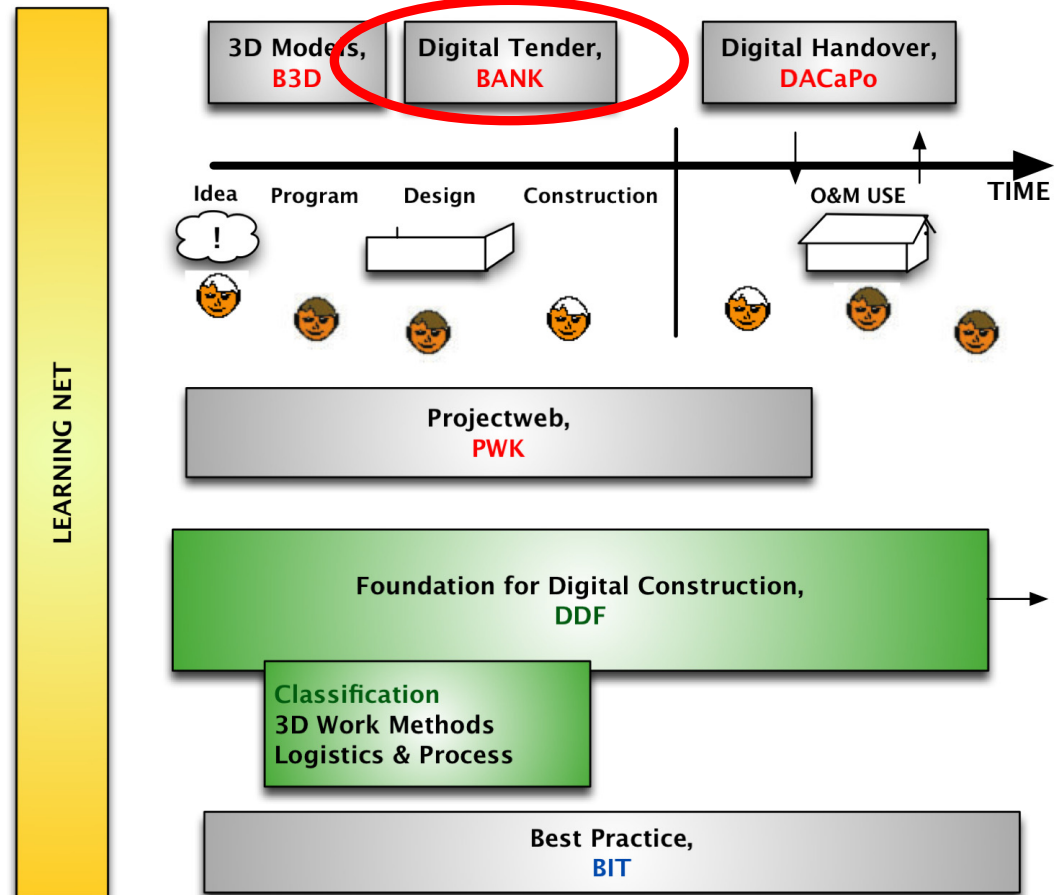 3D Models,
B3D
Digital Tender,
BANK
Digital Handover,
DACaPo
TIME
Idea
Program
Design
Construction
O&M USE
!
LEARNING NET
Projectweb,
PWK
Foundation for Digital Construction,
DDF
Classification
3D Work Methods
Logistics & Process
Best Practice,
BIT